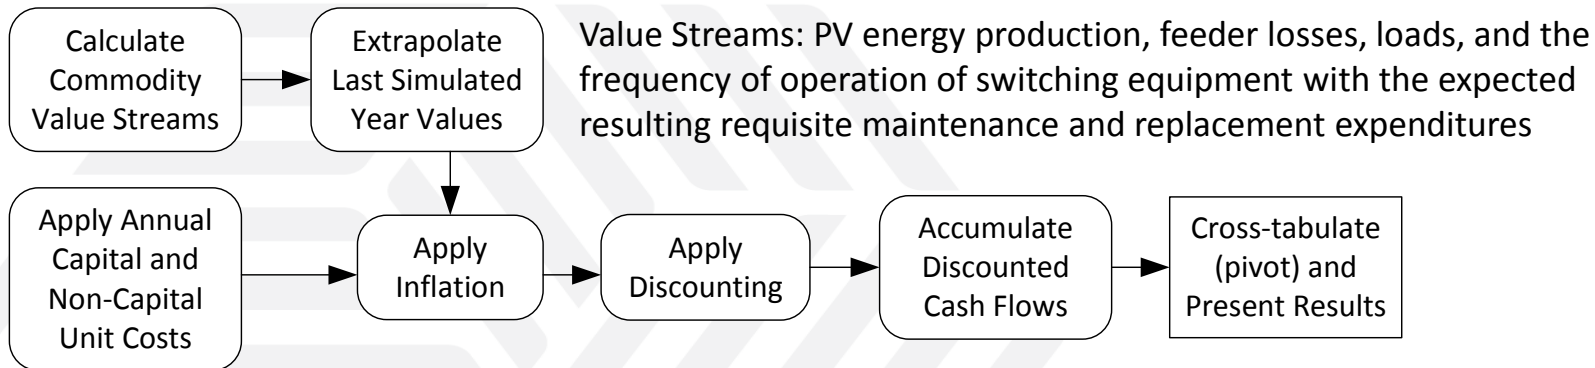 Calculate
Commodity
Value Streams
Extrapolate
Last Simulated
Year Values
Value Streams: PV energy production, feeder losses, loads, and the
frequency of operation of switching equipment with the expected
resulting requisite maintenance and replacement expenditures
Apply Annual
Capital and
Non-Capital
Unit Costs
Apply
Inflation
Apply
Discounting
Accumulate
Discounted
Cash Flows
Cross-tabulate
(pivot) and
Present Results